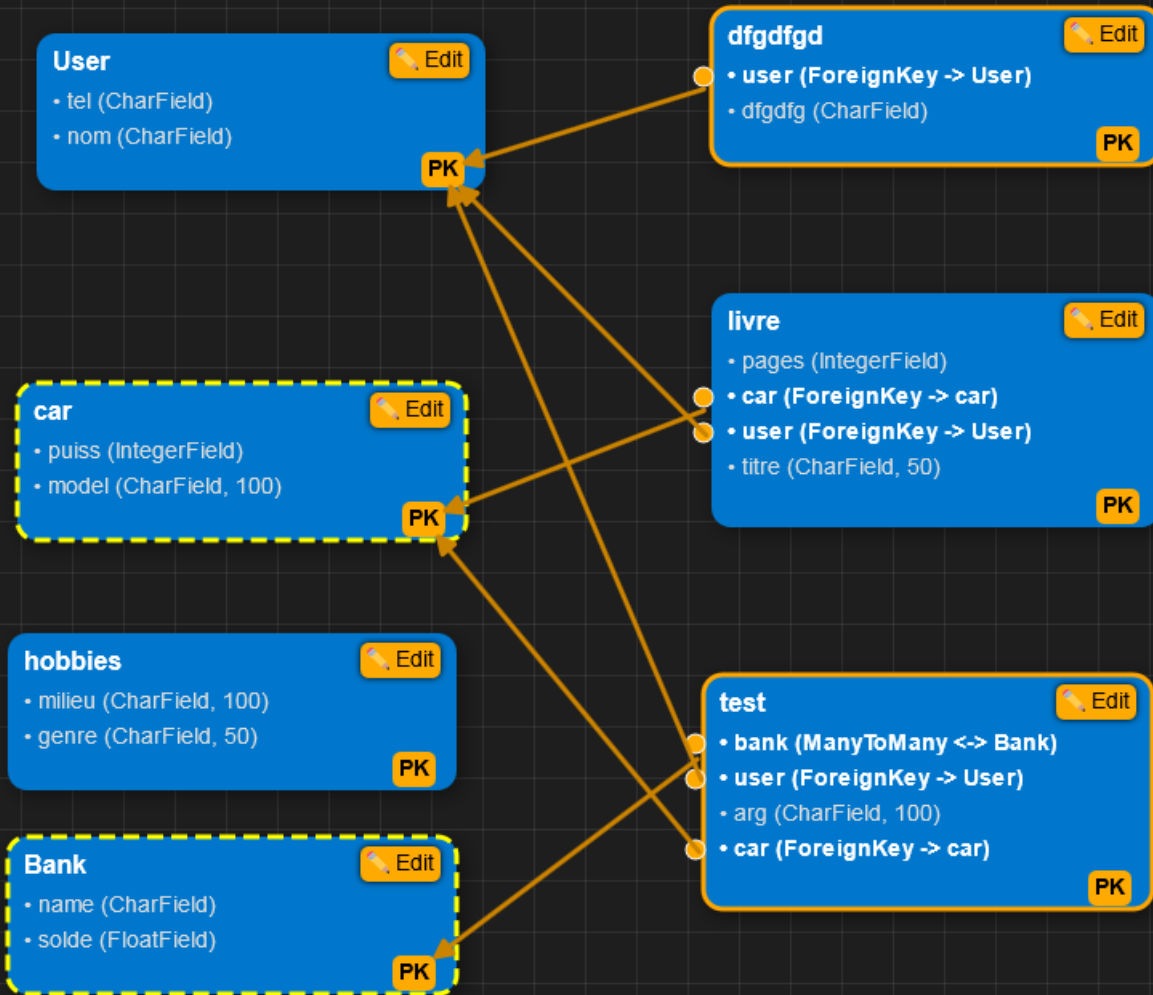 User
✏️ Edit
• tel (CharField)
• nom (CharField)
PK
dfgdfgd
✏️ Edit
• user (ForeignKey -> User)
• dfgdfg (CharField)
PK
livre
✏️ Edit
• pages (IntegerField)
• car (ForeignKey -> car)
• user (ForeignKey -> User)
• titre (CharField, 50)
PK
car
✏️ Edit
• puiss (IntegerField)
• model (CharField, 100)
PK
hobbies
✏️ Edit
• milieu (CharField, 100)
• genre (CharField, 50)
PK
test
✏️ Edit
• bank (ManyToMany <-> Bank)
• user (ForeignKey -> User)
• arg (CharField, 100)
• car (ForeignKey -> car)
PK
Bank
✏️ Edit
• name (CharField)
• solde (FloatField)
PK